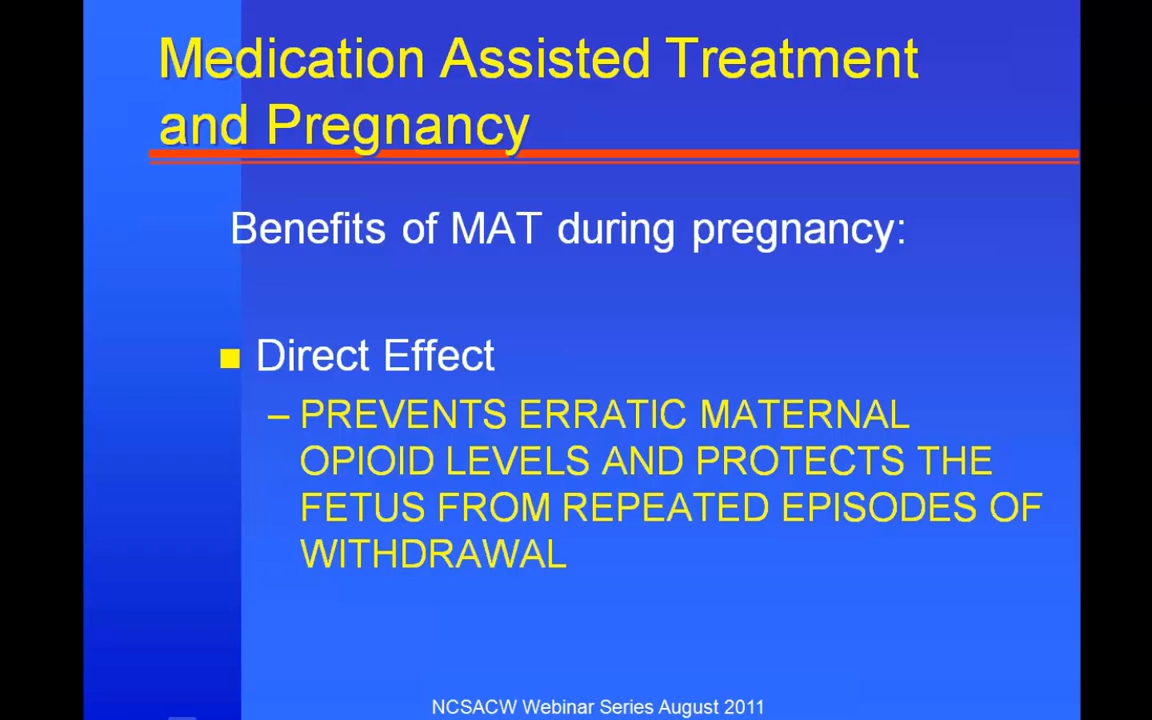 Medication Assisted Treatment
and Pregnancy
Benefits of MAT during pregnancy:
Direct Effect
– PREVENTS ERRATIC MATERNAL
OPIOID LEVELS AND PROTECTS THE
FETUS FROM REPEATED EPISODES OF
WITHDRAWAL
NCSACW Webinar Series August 2011